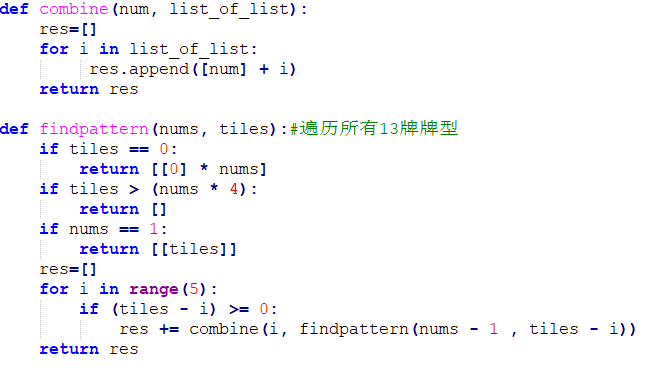 def combine(num, list_of_list):
    res=[]
    for i in list_of_list:
         res.append([num] + i)
    return res

def findpattern(nums, tiles):#遍历所有13牌牌型
    if tiles == 0:
        return [[0] * nums]
    if tiles > (nums * 4):
        return []
    if nums == 1:
        return [[tiles]]
    res=[]
    for i in range(5):
        if (tiles - i) >= 0:
            res += combine(i, findpattern(nums - 1 , tiles - i))
    return res